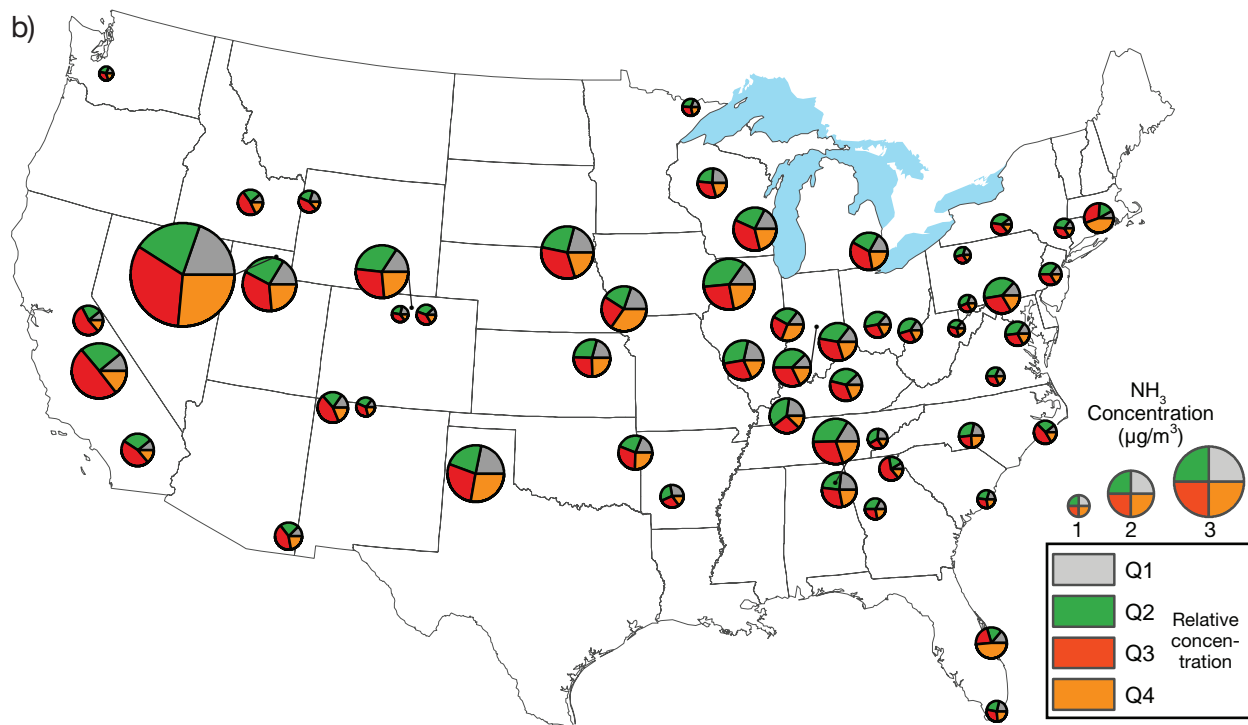 b)
NH₃
Concentration
(µg/m³)
1 2 3
Q1
Q2
Q3
Q4
Relative
concen-
tration